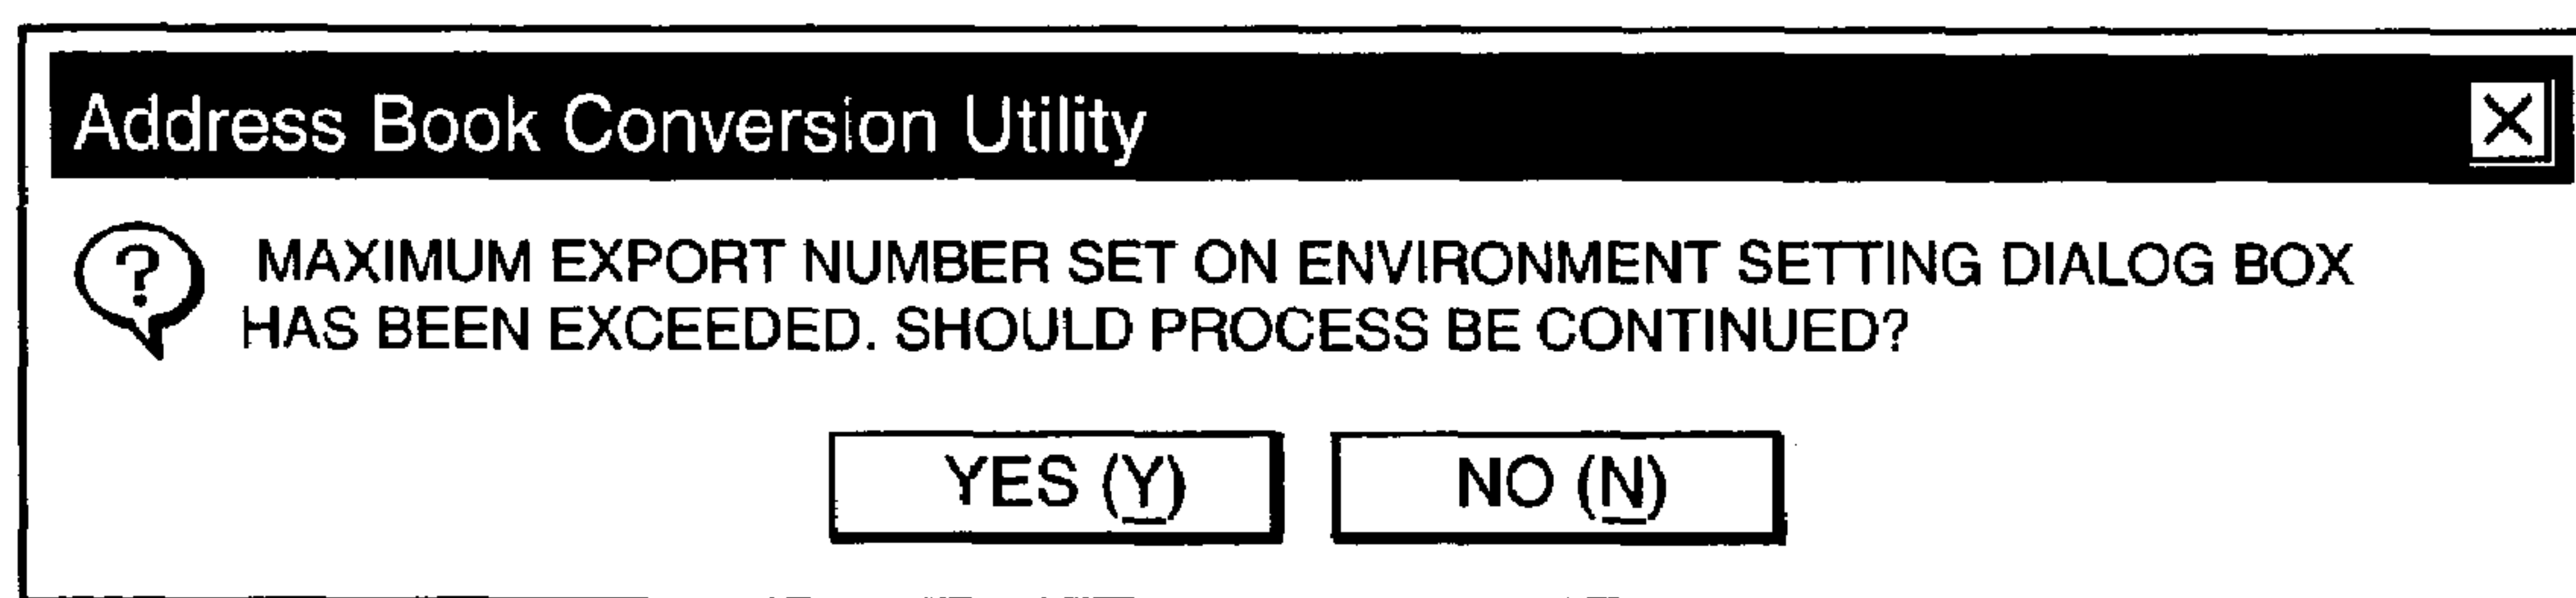 Address Book Conversion Utility
MAXIMUM EXPORT NUMBER SET ON ENVIRONMENT SETTING DIALOG BOX
HAS BEEN EXCEEDED. SHOULD PROCESS BE CONTINUED?
YES (Y) NO (N)